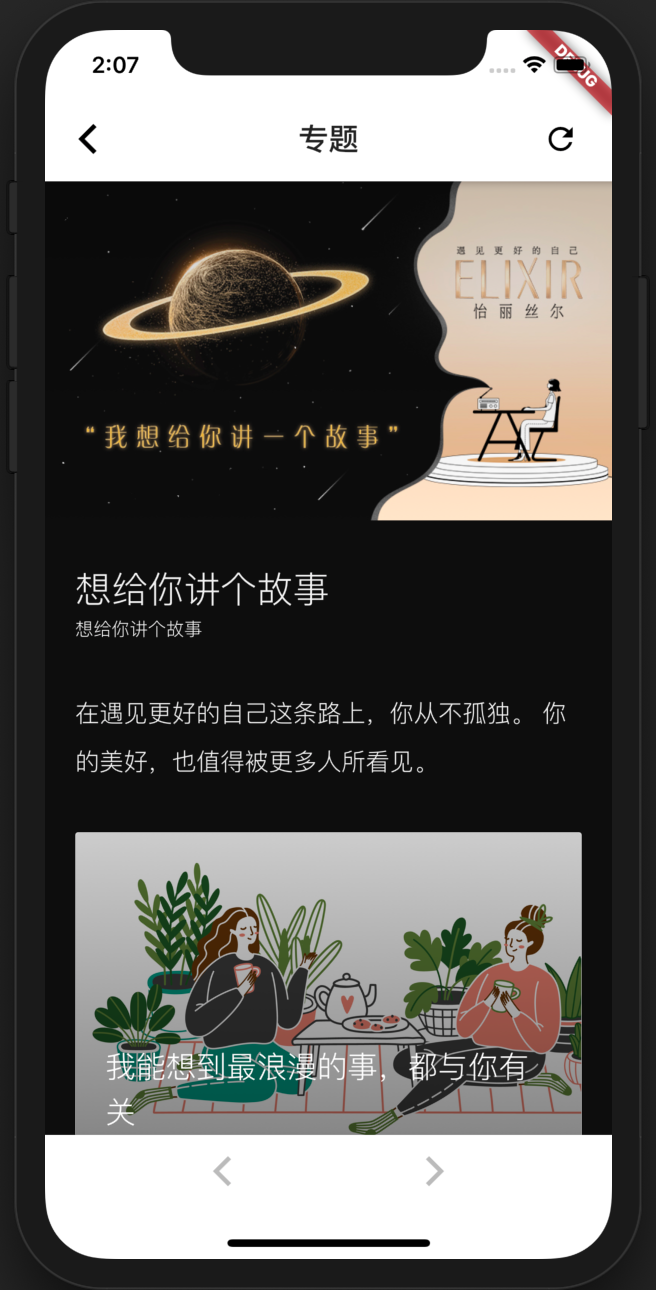 2:07
DEBUG
专题
遇见更好的自己
ELIXIR
怡丽丝尔
“我想给你讲一个故事”
想给你讲个故事
想给你讲个故事
在遇见更好的自己这条路上，你从不孤独。 你
的美好，也值得被更多人所看见。
我能想到最浪漫的事，都与你有
关